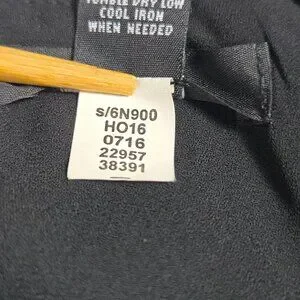 TUMBLE DRY LOW
COOL IRON
WHEN NEEDED
s/6N900
HO16
0716
22957
38391